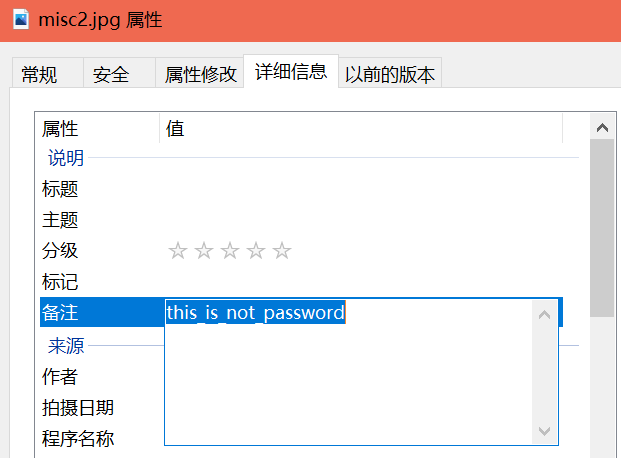 misc2.jpg 属性
常规 安全 属性修改 详细信息 以前的版本
属性 值
说明
标题
主题
分级
标记
备注 this_is_not_password
来源
作者
拍摄日期
程序名称